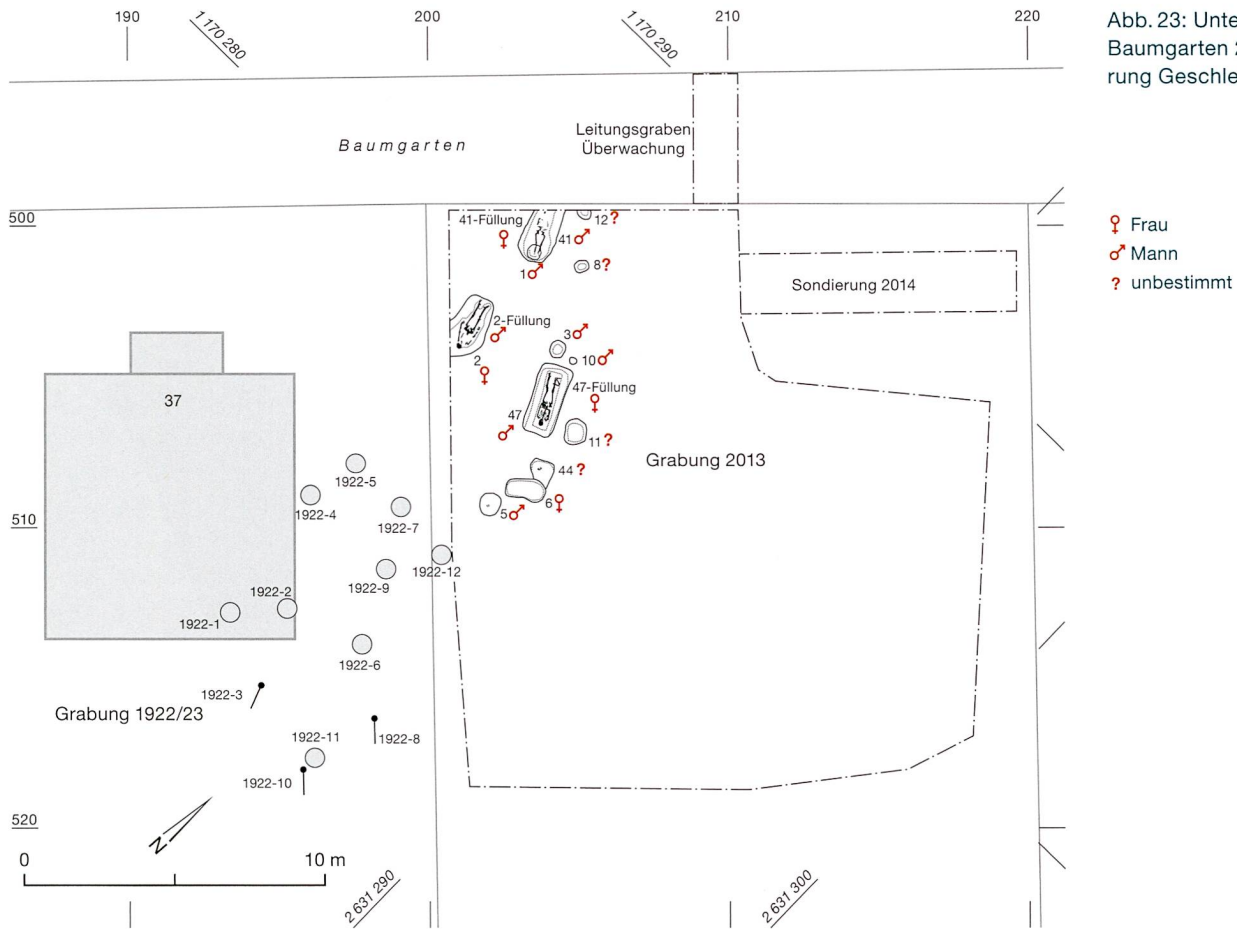 190
1 170 280
200
1 170 290
210
220
Abb. 23: Unte
Baumgarten 2
rung Geschle
Baumgarten
Leitungsgraben
Überwachung
500
41-Füllung
♀
12 ?
41 ♂
1 ♂
8 ?
♀ Frau
♂ Mann
? unbestimmt
Sondierung 2014
2-Füllung
♂
2
♀
3 ♂
10 ♂
47-Füllung
♀
47
♂
11 ?
37
Grabung 2013
44 ?
6 ♀
5 ♂
1922-5
1922-4
1922-7
510
1922-12
1922-9
1922-2
1922-1
1922-6
1922-3
Grabung 1922/23
1922-8
1922-11
1922-10
520
N
0
10 m
2 631 290
2 631 300